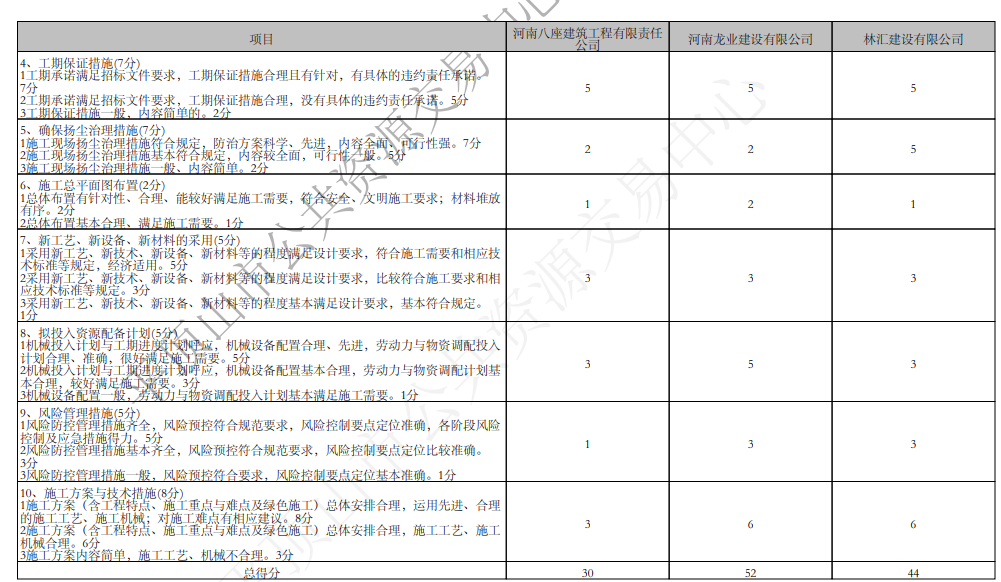 项目 河南八座建筑工程有限责任公司 河南龙业建设有限公司 林汇建设有限公司
4、工期保证措施(7分)
1工期承诺满足招标文件要求，工期保证措施合理且有针对，有具体的违约责任承诺。
7分
2工期承诺满足招标文件要求，工期保证措施合理，没有具体的违约责任承诺。5分
3工期保证措施一般，内容简单的。2分
5 5 5
5、确保扬尘治理措施(7分)
1施工现场扬尘治理措施符合规定，防治方案科学、先进，内容全面、可行性强。7分
2施工现场扬尘治理措施基本符合规定，内容较全面，可行性一般。5分
3施工现场扬尘治理措施一般、内容简单。2分
2 2 5
6、施工总平面图布置(2分)
1总体布置有针对性、合理、能较好满足施工需要，符合安全、文明施工要求；材料堆放
有序。2分
2总体布置基本合理、满足施工需要。1分
1 2 1
7、新工艺、新设备、新材料的采用(5分)
1采用新工艺、新技术、新设备、新材料等的程度满足设计要求，符合施工需要和相应技
术标准等规定，经济适用。5分
2采用新工艺、新技术、新设备、新材料等的程度满足设计要求，比较符合施工要求和相
应技术标准等规定。3分
3采用新工艺、新技术、新设备、新材料等的程度基本满足设计要求，基本符合规定。
1分
3 3 3
8、拟投入资源配备计划(5分)
1机械投入计划与工期进度计划呼应，机械设备配置合理、先进，劳动力与物资调配投入
计划合理、准确，很好满足施工需要。5分
2机械投入计划与工期进度计划呼应，机械设备配置基本合理，劳动力与物资调配计划基
本合理，较好满足施工需要。3分
3机械设备配置一般，劳动力与物资调配投入计划基本满足施工需要。1分
3 5 3
9、风险管理措施(5分)
1风险防控管理措施齐全，风险预控符合规范要求，风险控制要点定位准确，各阶段风险
控制及应急措施得力。5分
2风险防控管理措施基本齐全，风险预控符合规范要求，风险控制要点定位比较准确。
3分
3风险防控管理措施一般，风险预控符合要求，风险控制要点定位基本准确。1分
1 3 3
10、施工方案与技术措施(8分)
1施工方案（含工程特点、施工重点与难点及绿色施工）总体安排合理，运用先进、合理
的施工工艺、施工机械；对施工难点有相应建议。8分
2施工方案（含工程特点、施工重点与难点及绿色施工）总体安排合理，施工工艺、施工
机械合理。6分
3施工方案内容简单，施工工艺、机械不合理。3分
3 6 6
总得分 30 52 44
顶山市公共资源交易中心
顶山市公共资源交易中心